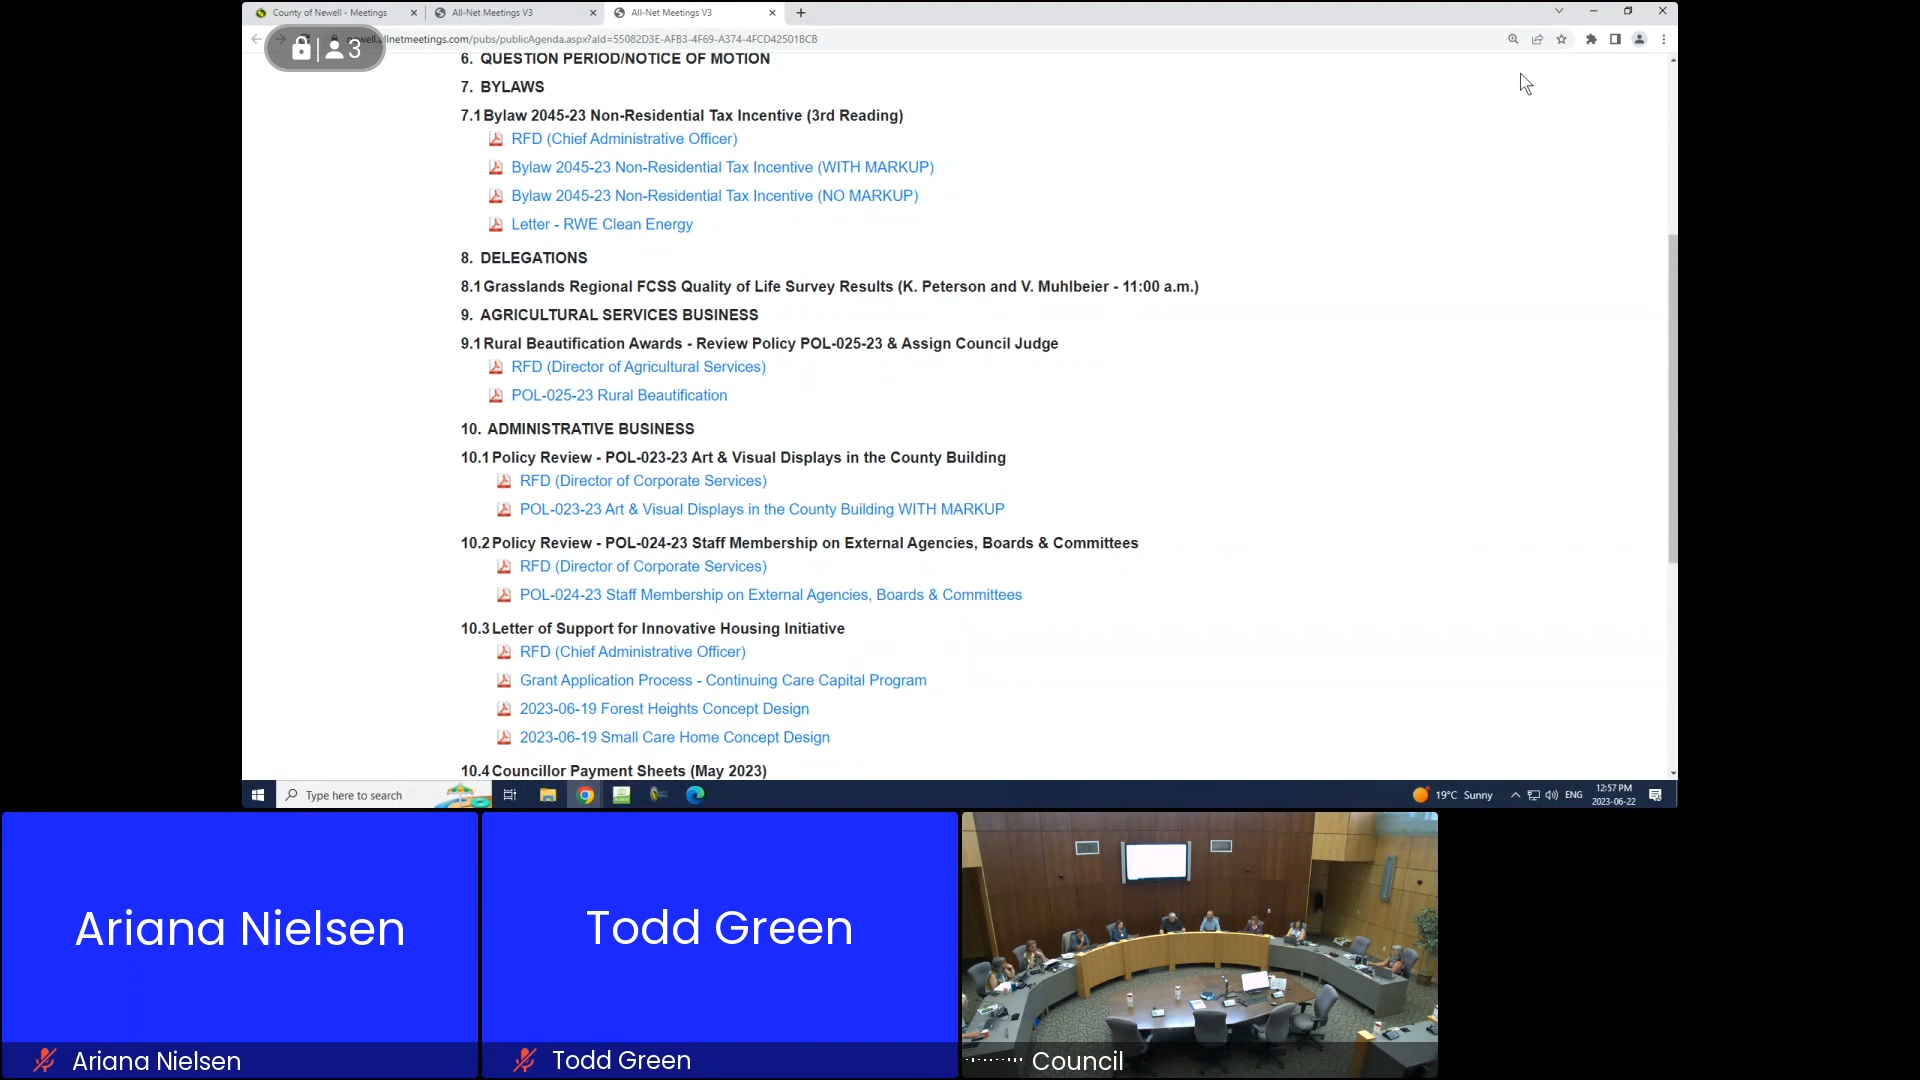 County of Newell - Meetings
All-Net Meetings V3
All-Net Meetings V3
3
llnetmeetings.com/pubs/publicAgenda.aspx?aId=55082D3E-AFB3-4F69-A374-4FCD42501BCB
6. QUESTION PERIOD/NOTICE OF MOTION
7. BYLAWS
7.1 Bylaw 2045-23 Non-Residential Tax Incentive (3rd Reading)
RFD (Chief Administrative Officer)
Bylaw 2045-23 Non-Residential Tax Incentive (WITH MARKUP)
Bylaw 2045-23 Non-Residential Tax Incentive (NO MARKUP)
Letter - RWE Clean Energy
8. DELEGATIONS
8.1 Grasslands Regional FCSS Quality of Life Survey Results (K. Peterson and V. Muhlbeier - 11:00 a.m.)
9. AGRICULTURAL SERVICES BUSINESS
9.1 Rural Beautification Awards - Review Policy POL-025-23 & Assign Council Judge
RFD (Director of Agricultural Services)
POL-025-23 Rural Beautification
10. ADMINISTRATIVE BUSINESS
10.1 Policy Review - POL-023-23 Art & Visual Displays in the County Building
RFD (Director of Corporate Services)
POL-023-23 Art & Visual Displays in the County Building WITH MARKUP
10.2 Policy Review - POL-024-23 Staff Membership on External Agencies, Boards & Committees
RFD (Director of Corporate Services)
POL-024-23 Staff Membership on External Agencies, Boards & Committees
10.3 Letter of Support for Innovative Housing Initiative
RFD (Chief Administrative Officer)
Grant Application Process - Continuing Care Capital Program
2023-06-19 Forest Heights Concept Design
2023-06-19 Small Care Home Concept Design
10.4 Councillor Payment Sheets (May 2023)
Type here to search
19°C Sunny
ENG
12:57 PM
2023-06-22
Ariana Nielsen
Todd Green
Ariana Nielsen
Todd Green
Council